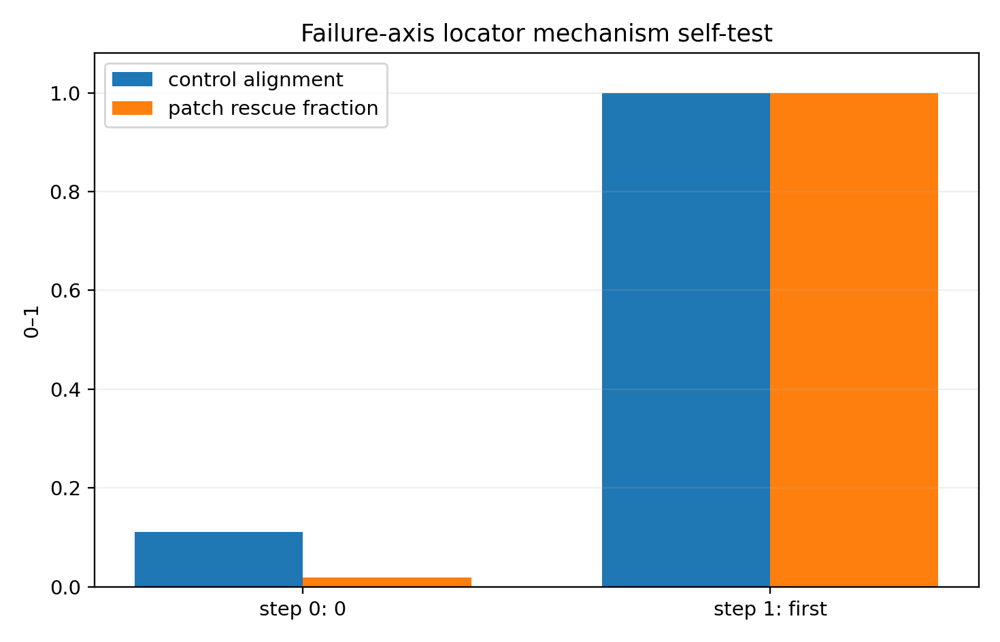 Failure-axis locator mechanism self-test
control alignment
patch rescue fraction
0–1
1.0
0.8
0.6
0.4
0.2
0.0
step 0: 0
step 1: first